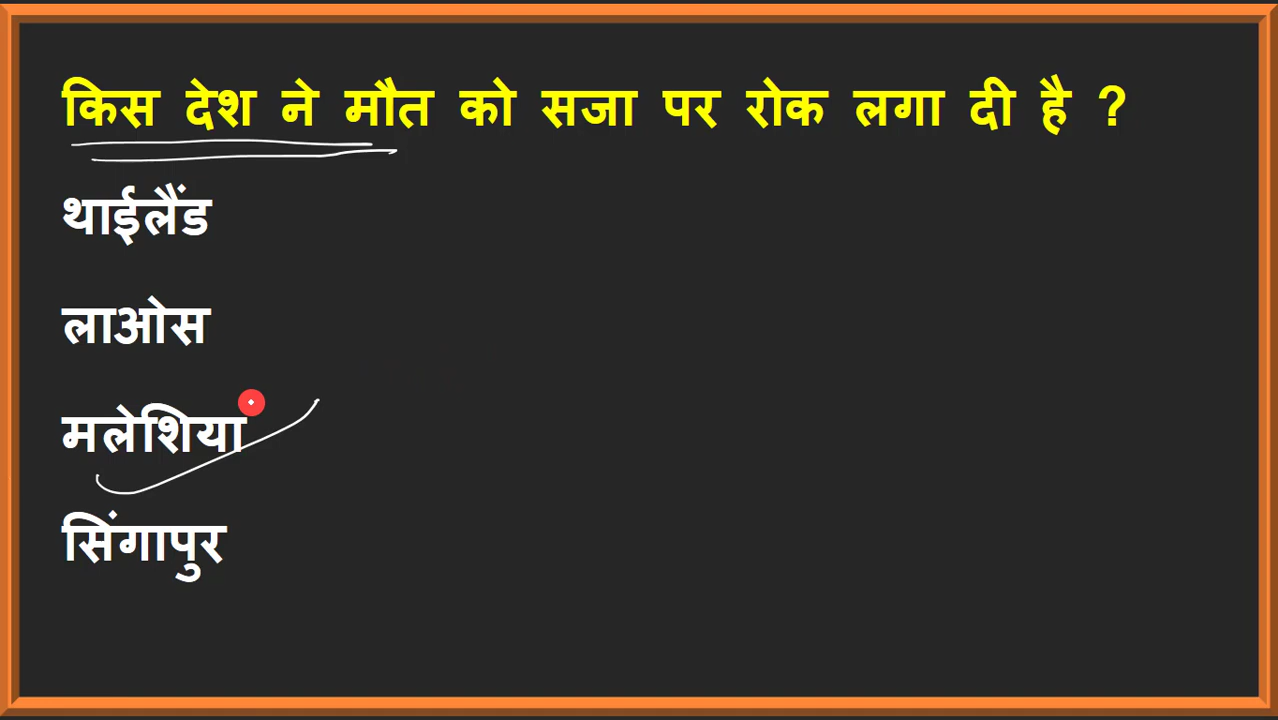 किस देश ने मौत को सजा पर रोक लगा दी है ?
थाईलैंड
लाओस
मलेशिया
सिंगापुर